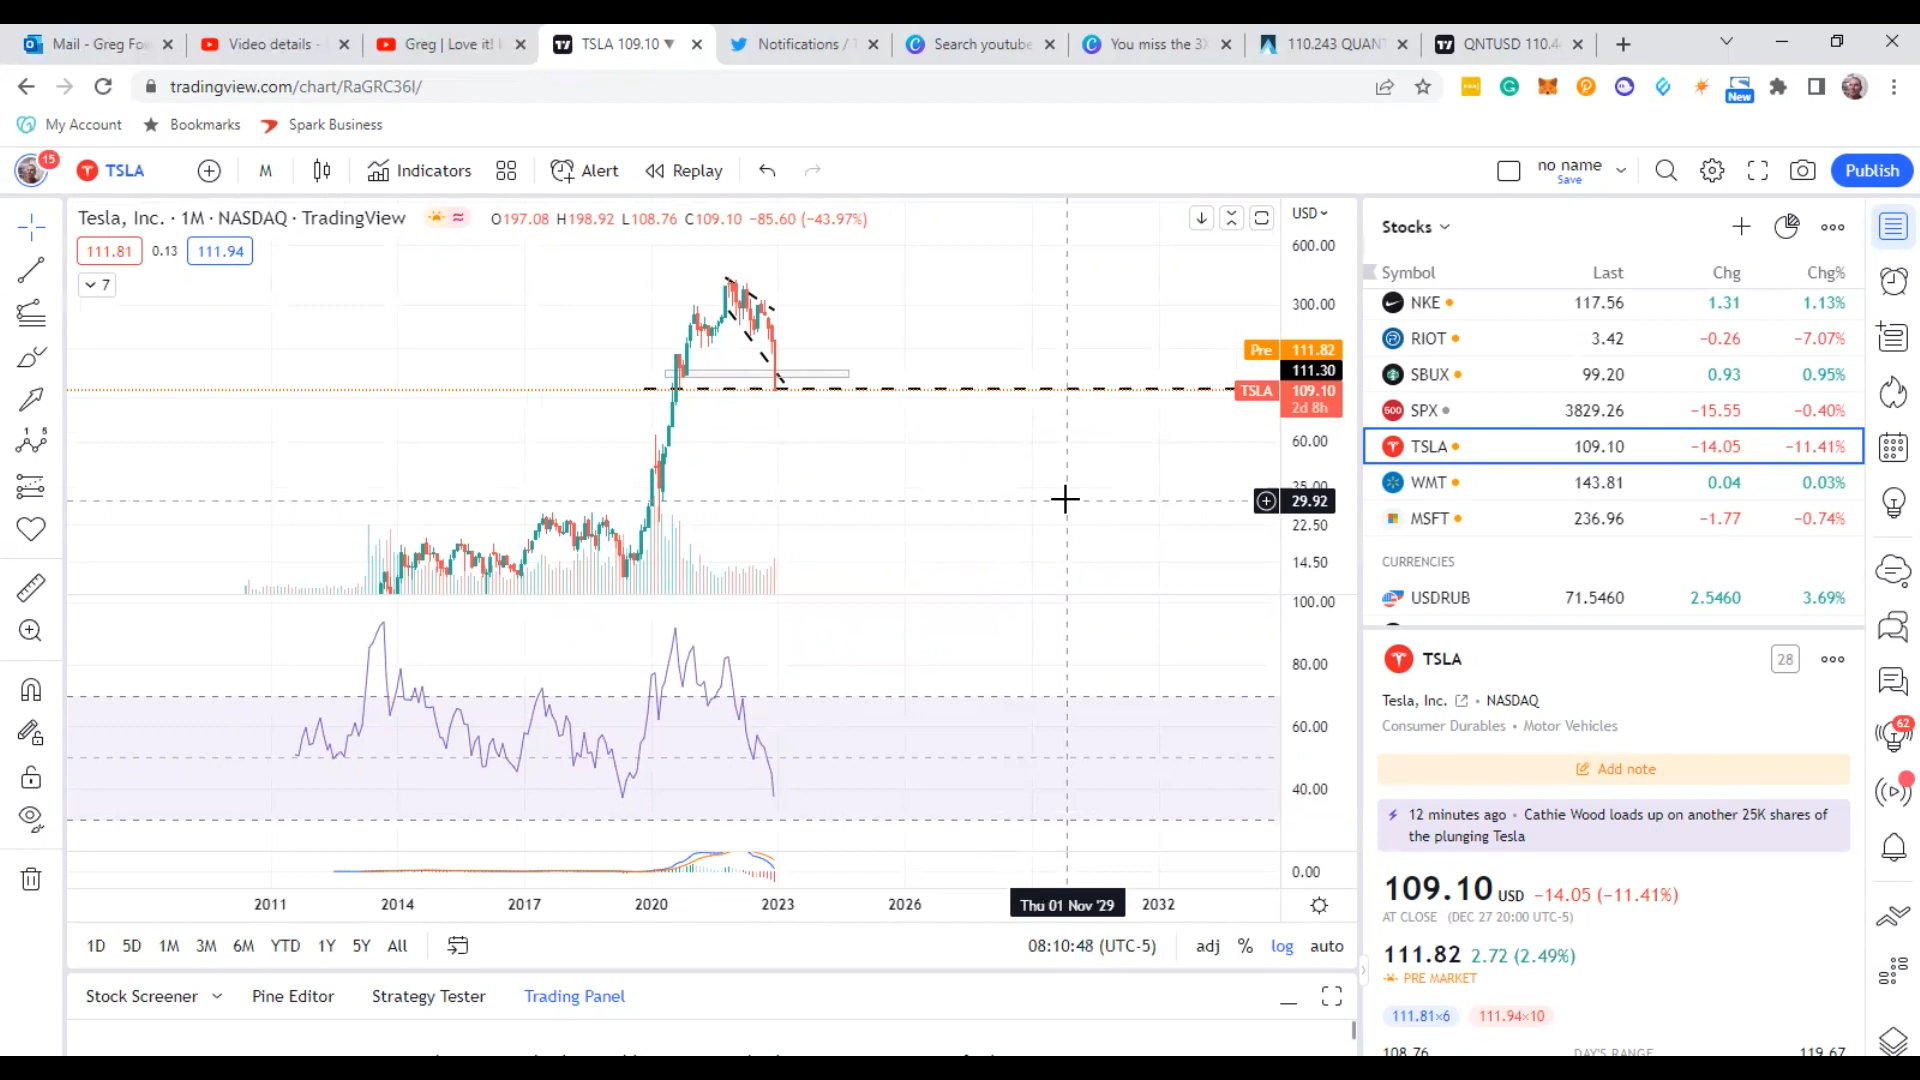 Mail - Greg Fo
Video details -
Greg | Love it!
TSLA 109.10 ▼
Notifications /
Search youtube
You miss the 3X
110.243 QUANT
QNTUSD 110.4
tradingview.com/chart/RaGRC36I/
New
My Account
Bookmarks
Spark Business
15
TSLA
M
Indicators
Alert
Replay
no name
Save
Publish
Tesla, Inc. · 1M · NASDAQ · TradingView
O197.08 H198.92 L108.76 C109.10 −85.60 (−43.97%)
111.81 0.13 111.94
7
USD
600.00
300.00
Pre 111.82
111.30
TSLA 109.10
2d 8h
60.00
29.92
22.50
14.50
100.00
80.00
60.00
40.00
0.00
2011 2014 2017 2020 2023 2026 Thu 01 Nov '29 2032
1D 5D 1M 3M 6M YTD 1Y 5Y All
08:10:48 (UTC-5) adj % log auto
Stock Screener Pine Editor Strategy Tester Trading Panel
Stocks
Symbol Last Chg Chg%
NKE 117.56 1.31 1.13%
RIOT 3.42 −0.26 −7.07%
SBUX 99.20 0.93 0.95%
SPX 3829.26 −15.55 −0.40%
TSLA 109.10 −14.05 −11.41%
WMT 143.81 0.04 0.03%
MSFT 236.96 −1.77 −0.74%
CURRENCIES
USDRUB 71.5460 2.5460 3.69%
TSLA
28
Tesla, Inc. • NASDAQ
Consumer Durables • Motor Vehicles
Add note
12 minutes ago • Cathie Wood loads up on another 25K shares of
the plunging Tesla
109.10 USD −14.05 (−11.41%)
AT CLOSE (DEC 27 20:00 UTC-5)
111.82 2.72 (2.49%)
PRE MARKET
111.81×6 111.94×10
108.76 DAY'S RANGE 119.67
62